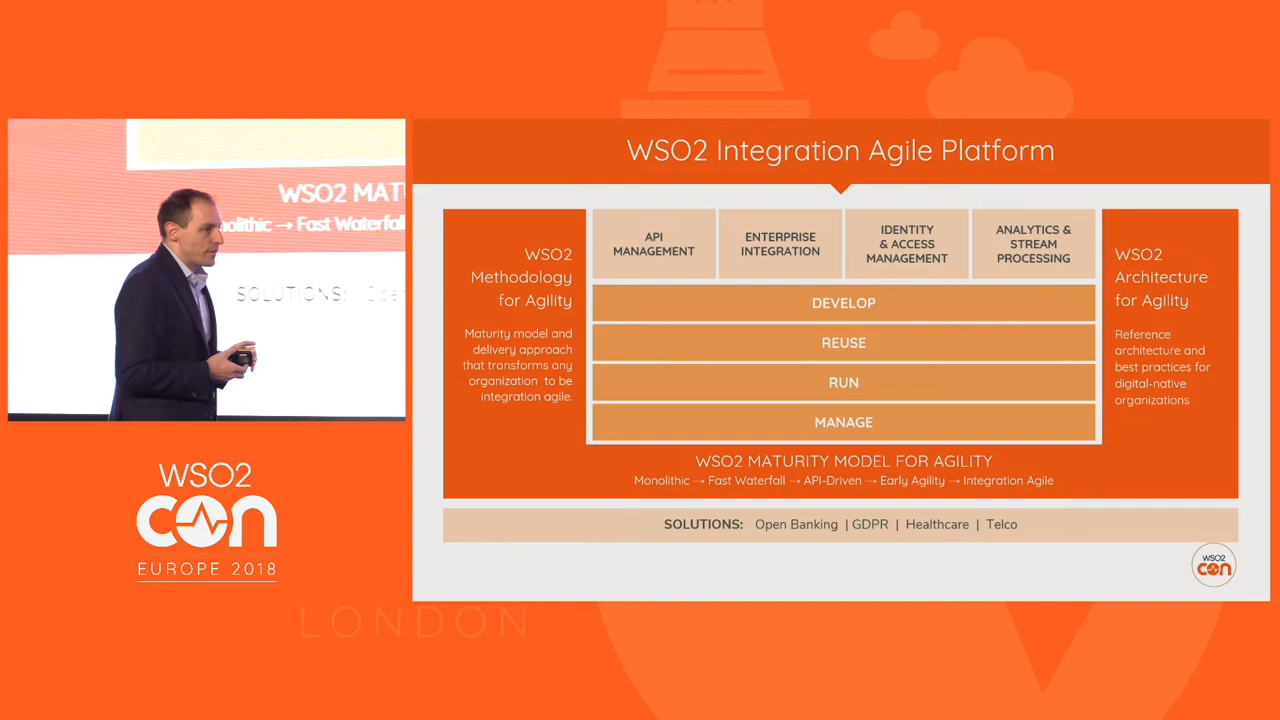 WSO2 MATU
nolithic → Fast Waterfall
SOLUTIONS:
WSO2
CON
EUROPE 2018
LONDON
WSO2 Integration Agile Platform
WSO2
Methodology
for Agility
Maturity model and
delivery approach
that transforms any
organization to be
integration agile.
API
MANAGEMENT
ENTERPRISE
INTEGRATION
IDENTITY
& ACCESS
MANAGEMENT
ANALYTICS &
STREAM
PROCESSING
DEVELOP
REUSE
RUN
MANAGE
WSO2
Architecture
for Agility
Reference
architecture and
best practices for
digital-native
organizations
WSO2 MATURITY MODEL FOR AGILITY
Monolithic → Fast Waterfall → API-Driven → Early Agility → Integration Agile
SOLUTIONS: Open Banking | GDPR | Healthcare | Telco
WSO2
CON